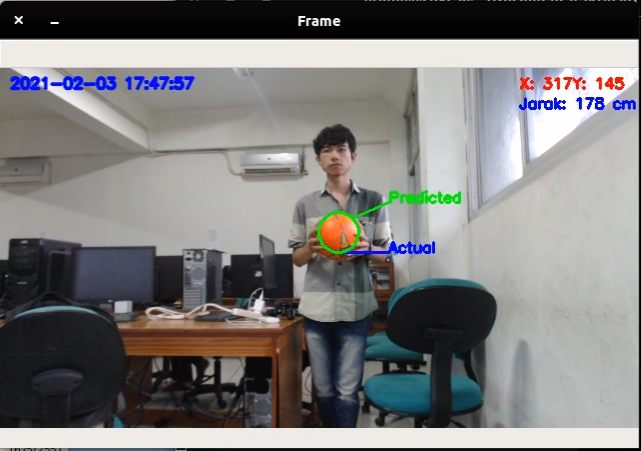 Frame
2021-02-03 17:47:57
X: 317Y: 145
Jarak: 178 cm
Predicted
Actual